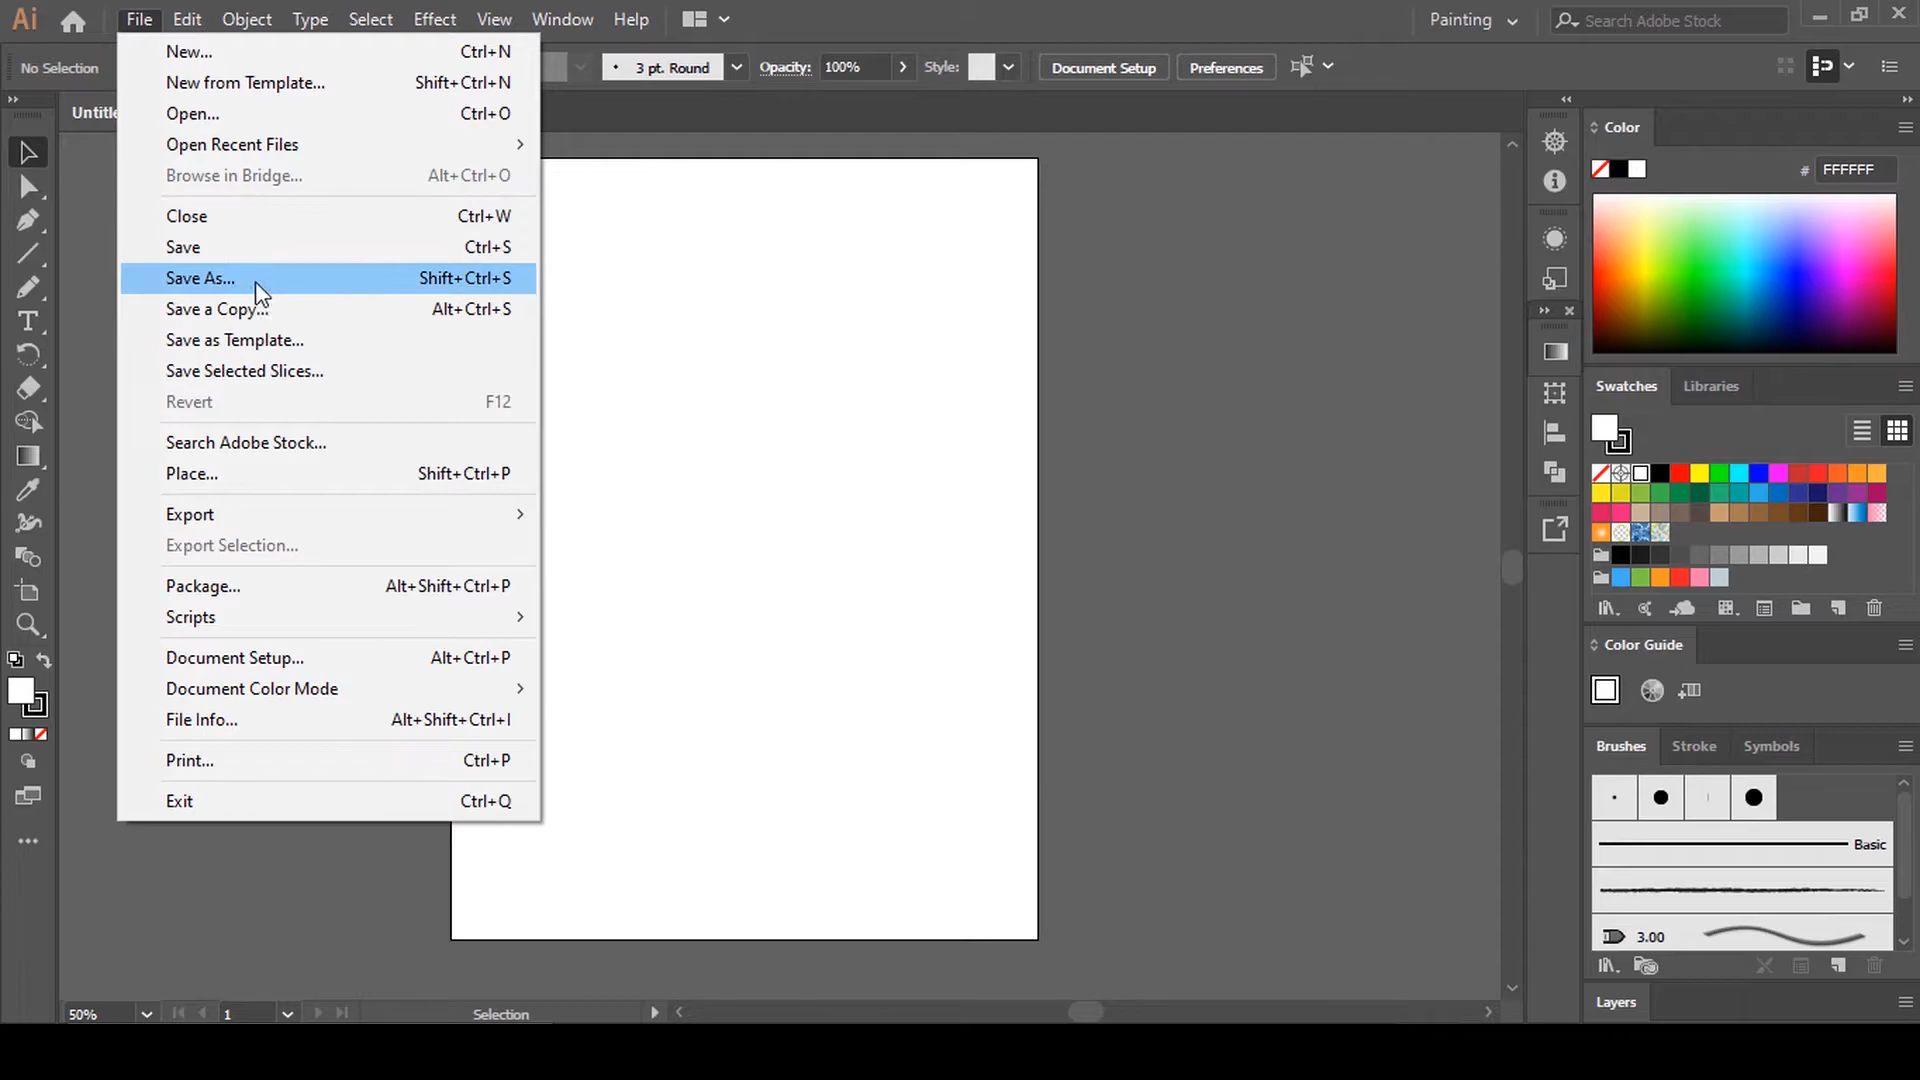 Ai File Edit Object Type Select Effect View Window Help Painting Search Adobe Stock
No Selection 3 pt. Round Opacity: 100% Style: Document Setup Preferences
New... Ctrl+N
New from Template... Shift+Ctrl+N
Open... Ctrl+O
Open Recent Files
Browse in Bridge... Alt+Ctrl+O
Close Ctrl+W
Save Ctrl+S
Save As... Shift+Ctrl+S
Save a Copy... Alt+Ctrl+S
Save as Template...
Save Selected Slices...
Revert F12
Search Adobe Stock...
Place... Shift+Ctrl+P
Export
Export Selection...
Package... Alt+Shift+Ctrl+P
Scripts
Document Setup... Alt+Ctrl+P
Document Color Mode
File Info... Alt+Shift+Ctrl+I
Print... Ctrl+P
Exit Ctrl+Q
Color
# FFFFFF
Swatches Libraries
Color Guide
Brushes Stroke Symbols
Basic
3.00
Layers
50% 1 Selection